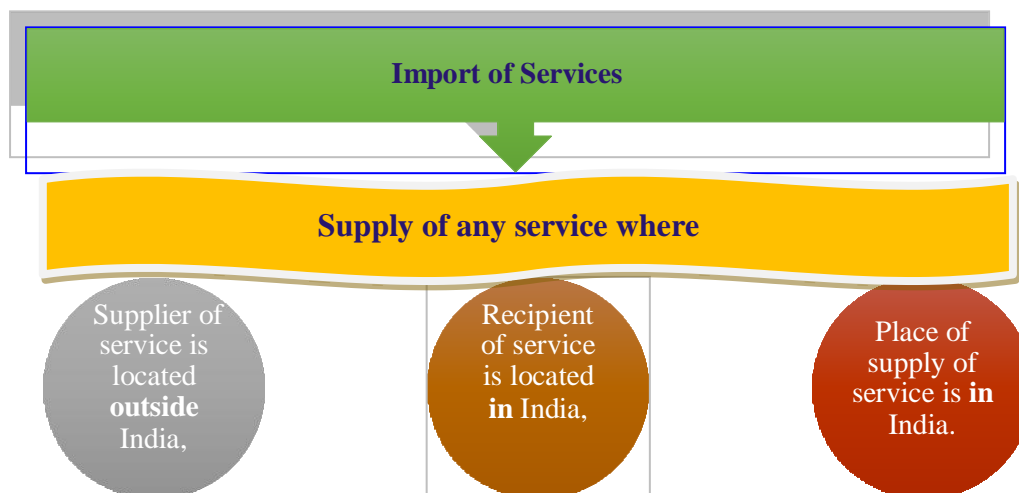 Import of Services
Supply of any service where
Supplier of
service is
located
outside
India,
Recipient
of service
is located
in India,
Place of
supply of
service is in
India.